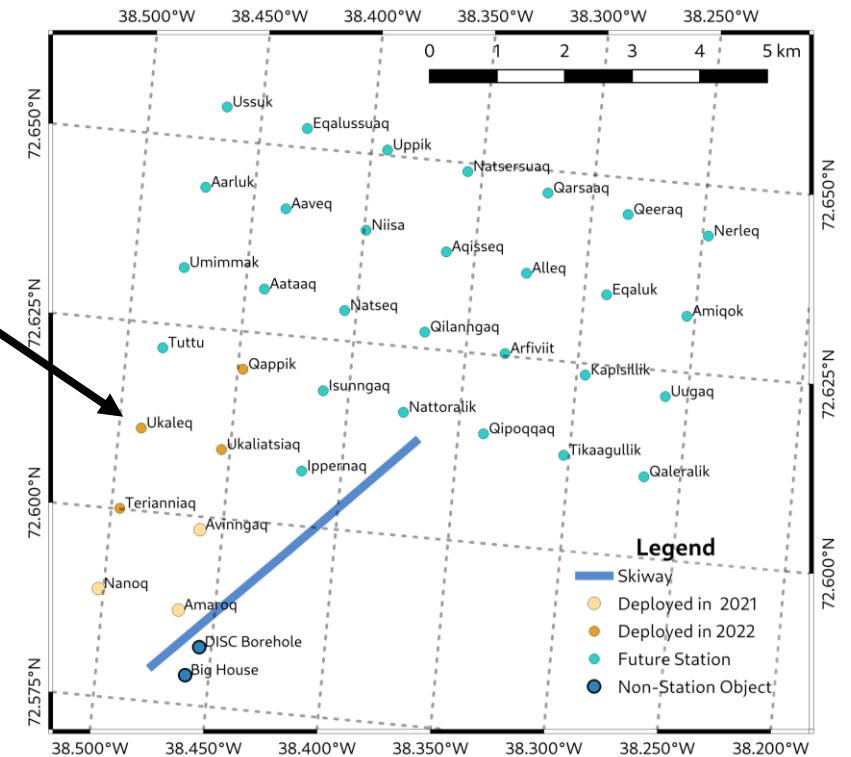 38.500°W 38.450°W 38.400°W 38.350°W 38.300°W 38.250°W
0 1 2 3 4 5 km
Ussuk
Eqalussuaq
72.650°N
Uppik
Natsersuaq
Aarluk
Qarsaaq
72.650°N
Aaveq
Qeeraq
Niisa
Nerleq
Aqisseq
Umimmak
Alleq
Aataaq
Eqaluk
Natseq
Amiqok
72.625°N
Qilanngaq
Tuttu
Arfiviit
Qappik
Kapisillik
72.625°N
Isunngaq
Uugaq
Nattoralik
Ukaleq
Qipoqqaq
Ukaliatsiaq
Tikaagullik
Ippernaq
Qaleralik
72.600°N
Terianniaq
Avinngaq
72.600°N
Legend
Skiway
Nanoq
Deployed in 2021
Amaroq
Deployed in 2022
DISC Borehole
Future Station
Big House
Non-Station Object
72.575°N
38.500°W 38.450°W 38.400°W 38.350°W 38.300°W 38.250°W 38.200°W